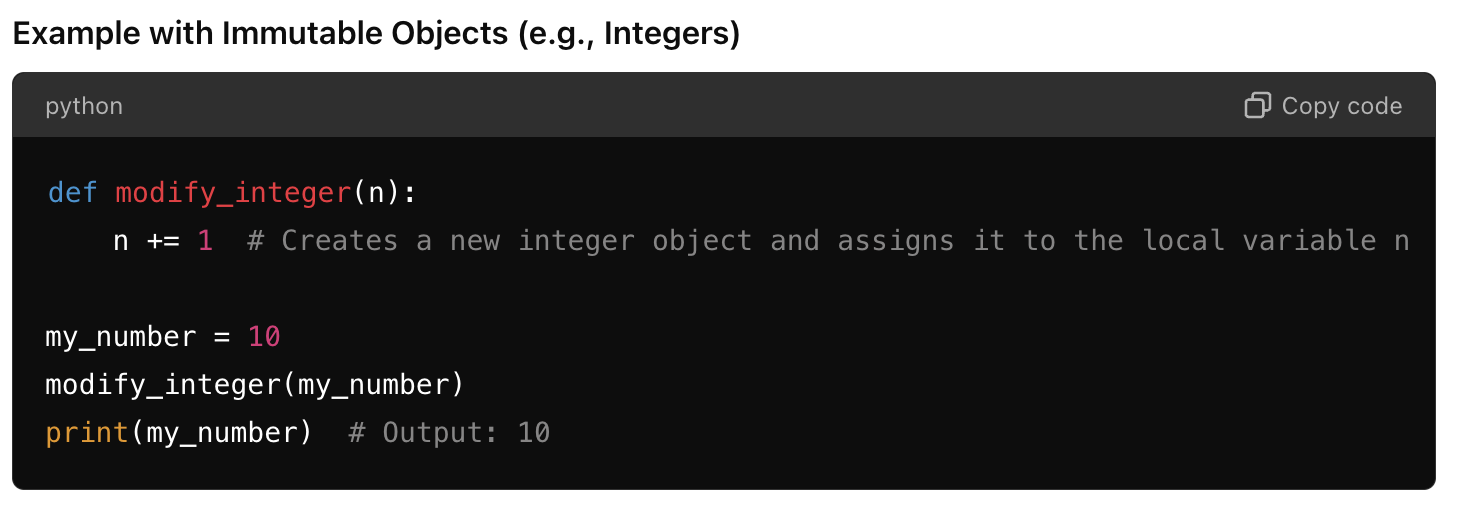 Example with Immutable Objects (e.g., Integers)
python
Copy code
def modify_integer(n):
    n += 1  # Creates a new integer object and assigns it to the local variable n
my_number = 10
modify_integer(my_number)
print(my_number)  # Output: 10